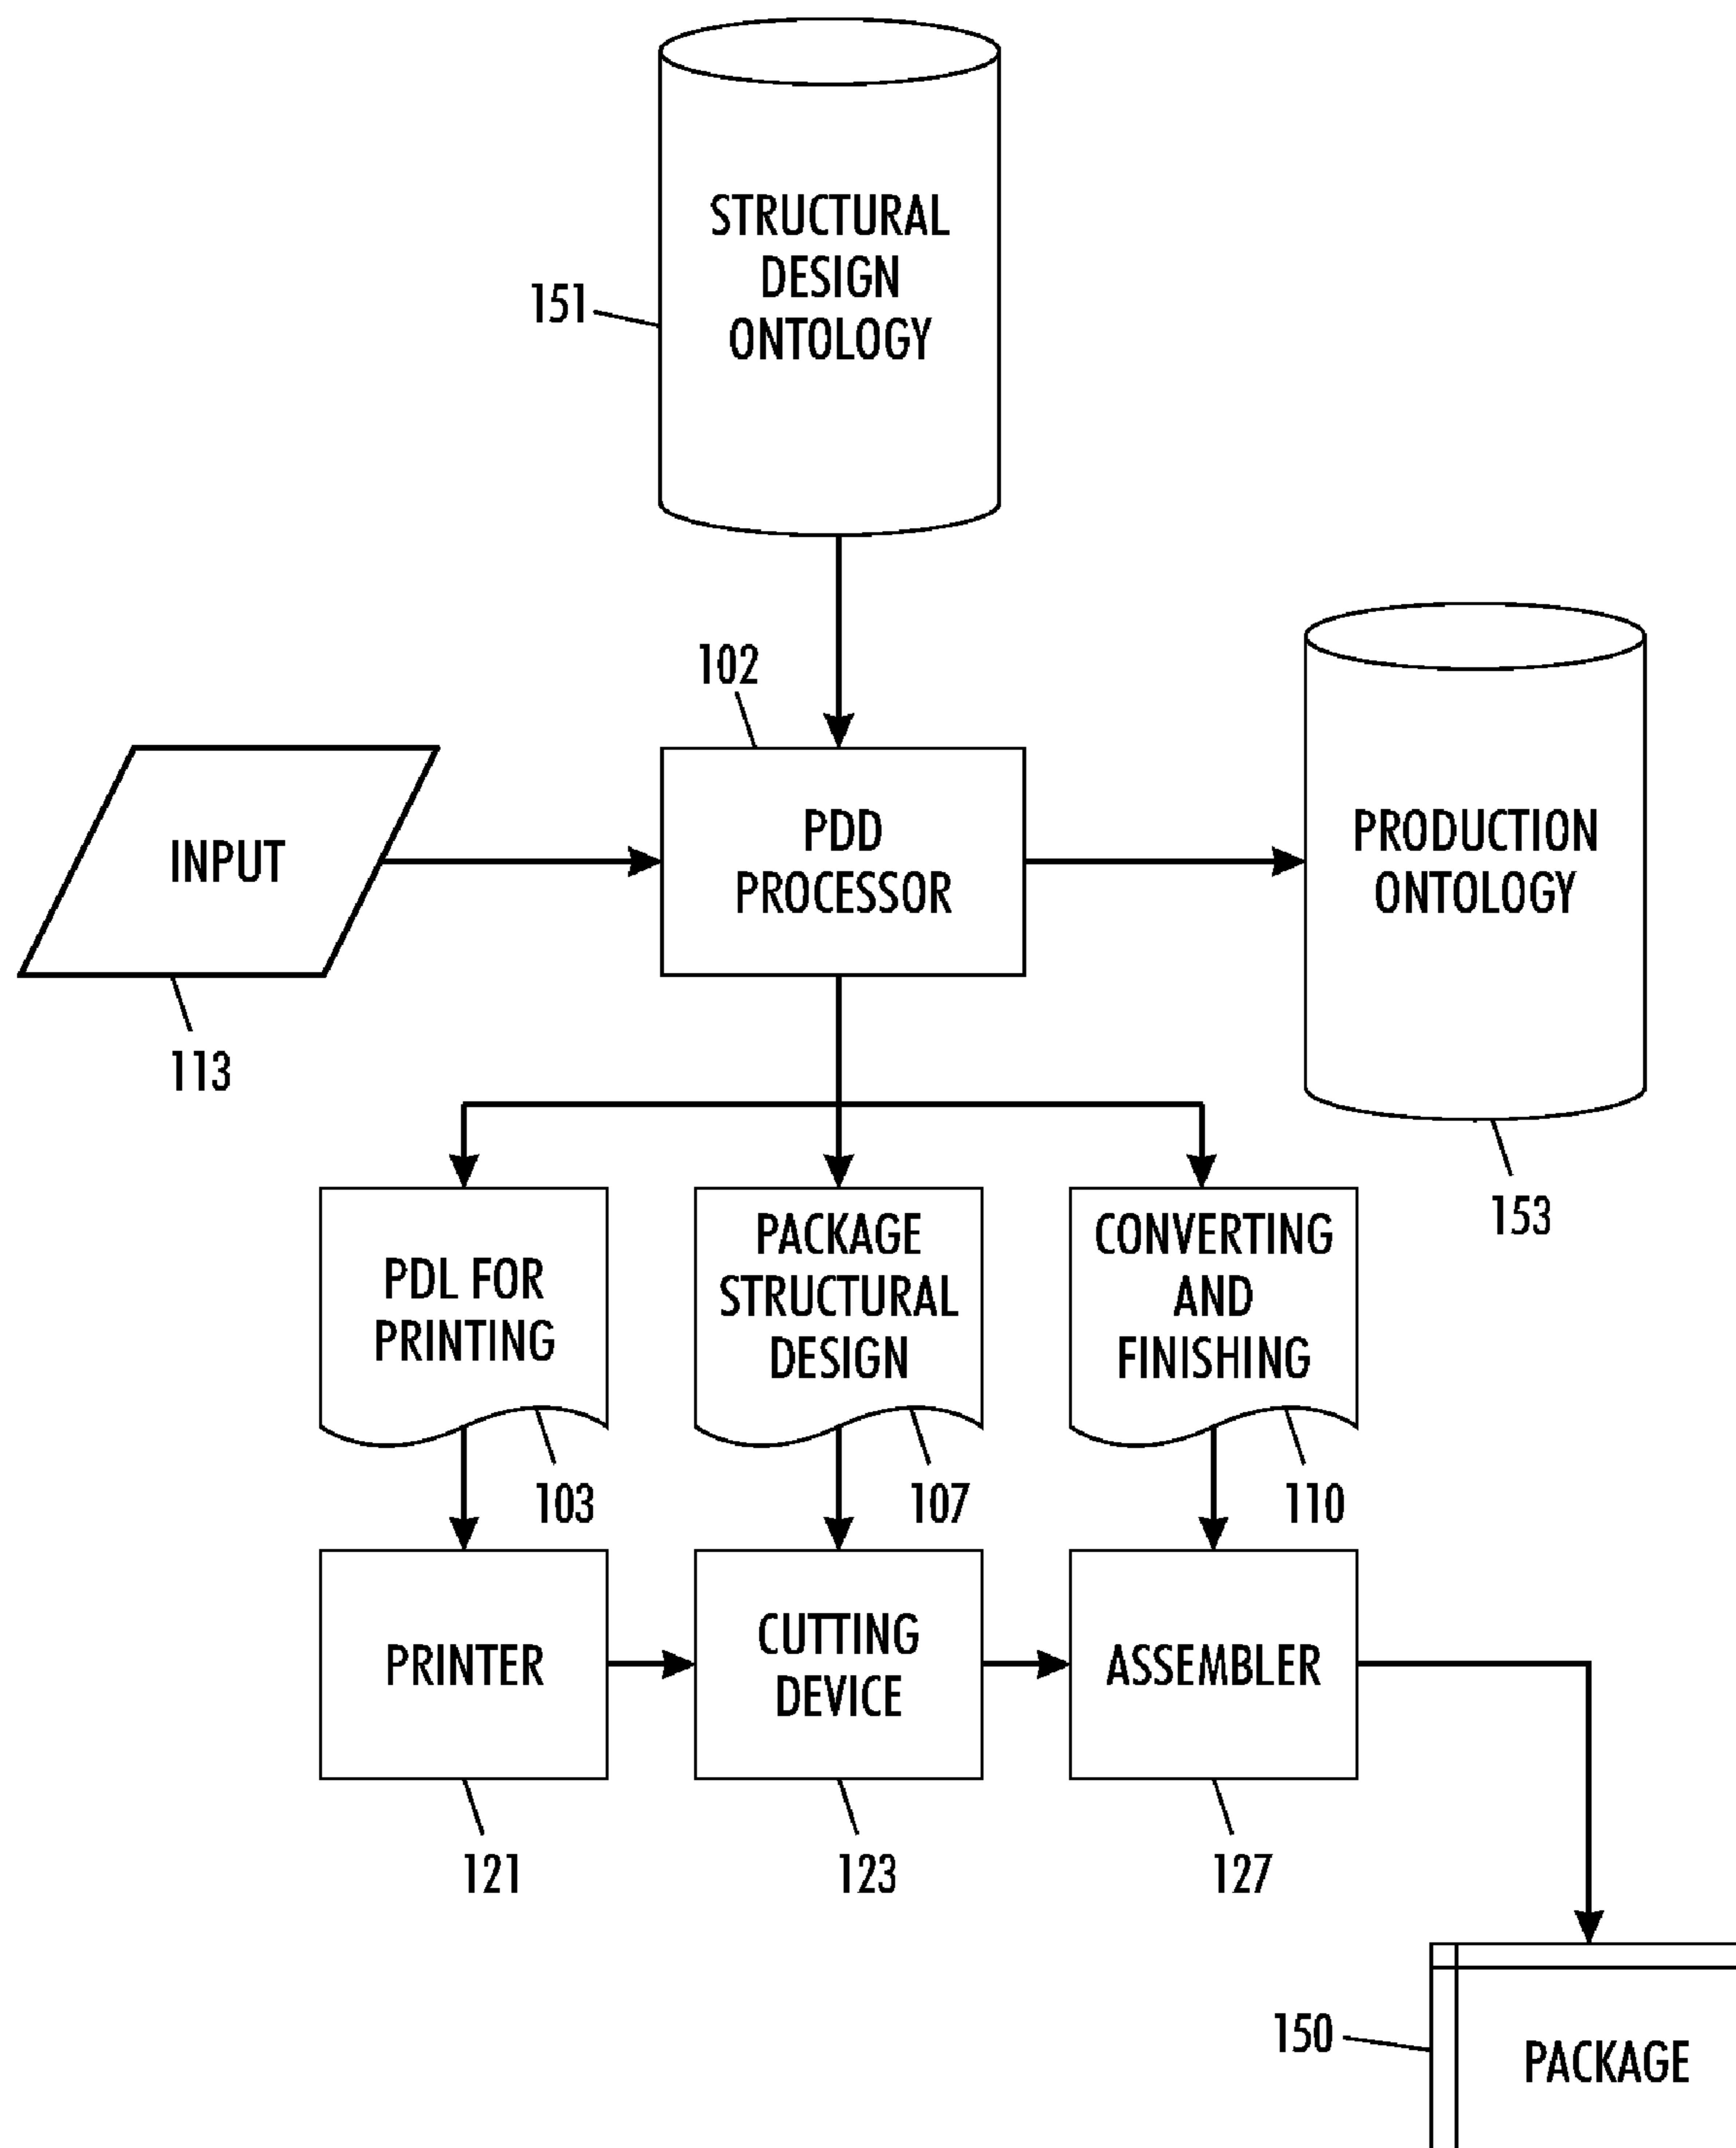 STRUCTURAL
DESIGN
ONTOLOGY
151
102
INPUT
PDD
PROCESSOR
PRODUCTION
ONTOLOGY
113
153
PDL FOR
PRINTING
PACKAGE
STRUCTURAL
DESIGN
CONVERTING
AND
FINISHING
103
107
110
PRINTER
CUTTING
DEVICE
ASSEMBLER
121
123
127
150
PACKAGE